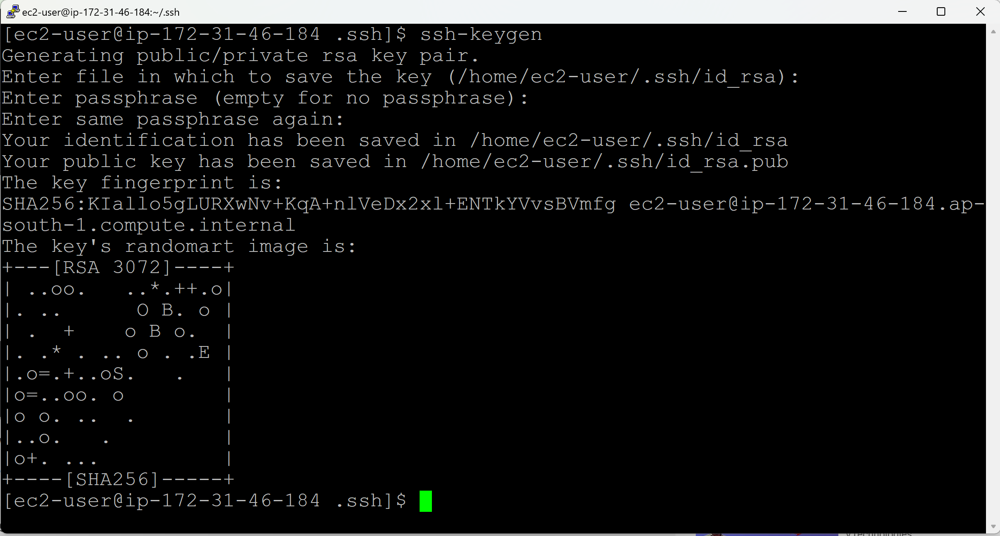 ec2-user@ip-172-31-46-184:~/.ssh
[ec2-user@ip-172-31-46-184 .ssh]$ ssh-keygen
Generating public/private rsa key pair.
Enter file in which to save the key (/home/ec2-user/.ssh/id_rsa):
Enter passphrase (empty for no passphrase):
Enter same passphrase again:
Your identification has been saved in /home/ec2-user/.ssh/id_rsa
Your public key has been saved in /home/ec2-user/.ssh/id_rsa.pub
The key fingerprint is:
SHA256:KIallo5gLURXwNv+KqA+nlVeDx2xl+ENTkYVvsBVmfg ec2-user@ip-172-31-46-184.ap-
south-1.compute.internal
The key's randomart image is:
+---[RSA 3072]----+
| ..oo.   ..*.++.o|
|. ..      O B. o |
| .  +    o B o.  |
|. .* . .. o . .E |
|.o=.+..oS.   .   |
|o=..oo. o        |
|o o. ..  .       |
|..o.   .         |
|o+. ...          |
+----[SHA256]-----+
[ec2-user@ip-172-31-46-184 .ssh]$